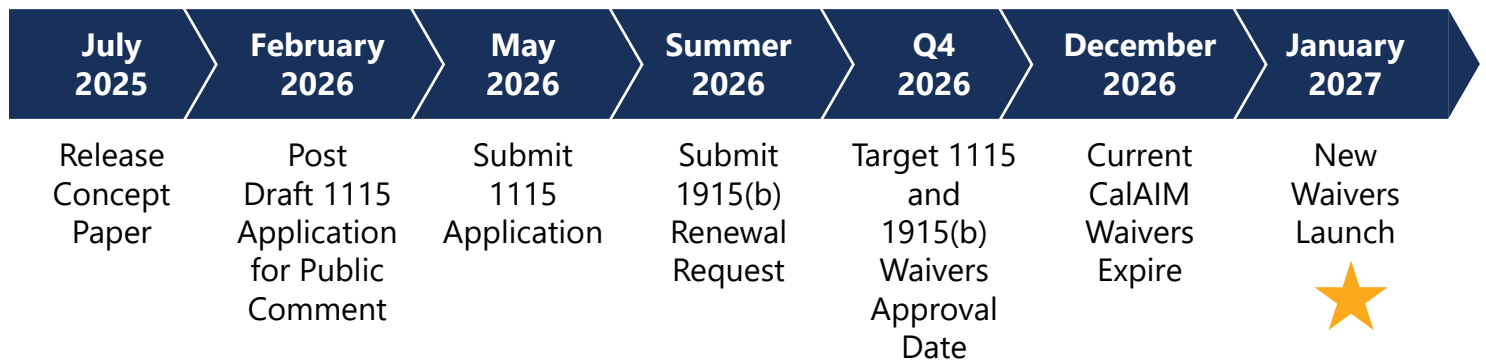 July
2025
February
2026
May
2026
Summer
2026
Q4
2026
December
2026
January
2027
Release
Concept
Paper
Post
Draft 1115
Application
for Public
Comment
Submit
1115
Application
Submit
1915(b)
Renewal
Request
Target 1115
and
1915(b)
Waivers
Approval
Date
Current
CalAIM
Waivers
Expire
New
Waivers
Launch